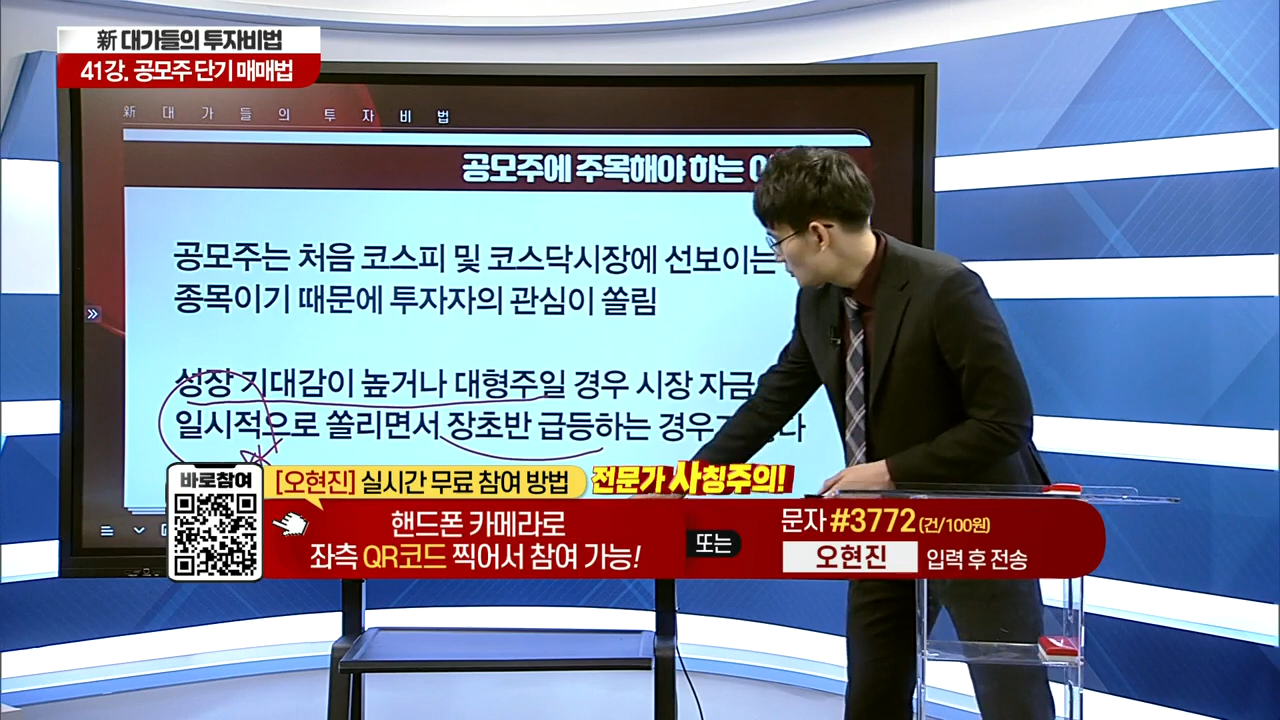 新 대가들의 투자비법
41강. 공모주 단기 매매법
新 대가들의 투자비법
공모주에 주목해야 하는
공모주는 처음 코스피 및 코스닥시장에 선보이는
종목이기 때문에 투자자의 관심이 쏠림
성장 기대감이 높거나 대형주일 경우 시장 자금
일시적으로 쏠리면서 장초반 급등하는 경우
바로참여
[오현진] 실시간 무료 참여 방법
전문가 사칭주의!
핸드폰 카메라로
좌측 QR코드 찍어서 참여 가능!
또는
문자 #3772 (건/100원)
오현진 입력 후 전송